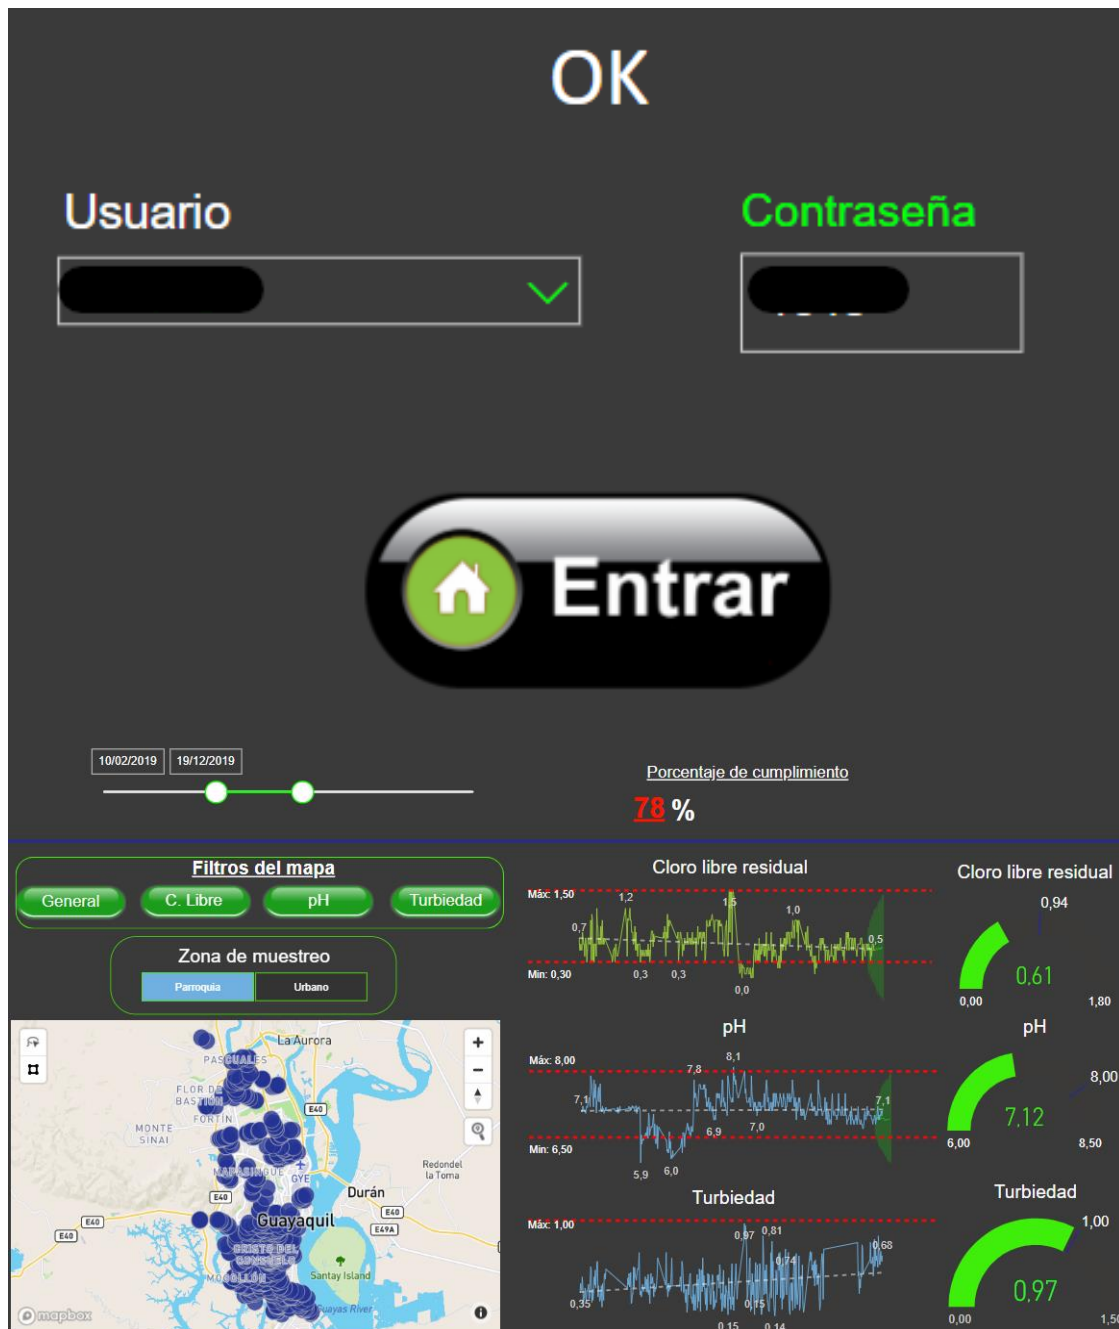 OK
Usuario
Contraseña
Entrar
10/02/2019
19/12/2019
Porcentaje de cumplimiento
78 %
Filtros del mapa
General
C. Libre
pH
Turbiedad
Zona de muestreo
Parroquia
Urbano
La Aurora
PASCUALES
FLOR DE
BASTIÓN
FORTÍN
MONTE
SINAI
E40
MAPASINGUE
GYE
Redondel
la Toma
E40
Durán
E40
E40
E40
E49A
Guayaquil
CRISTO DEL
CONSUELO
MOGOLLÓN
Santay Island
Guayas River
mapbox
Cloro libre residual
Máx: 1,50
1,2
1,5
1,0
0,7
0,5
Min: 0,30
0,3
0,3
0,0
pH
Máx: 8,00
8,1
7,8
7,1
7,1
6,9
7,0
Min: 6,50
5,9
6,0
Turbiedad
Máx: 1,00
0,97
0,81
0,74
0,68
0,35
0,15
0,15
0,14
Cloro libre residual
0,94
0,61
0,00
1,80
pH
8,00
7,12
6,00
8,50
Turbiedad
1,00
0,97
0,00
1,50